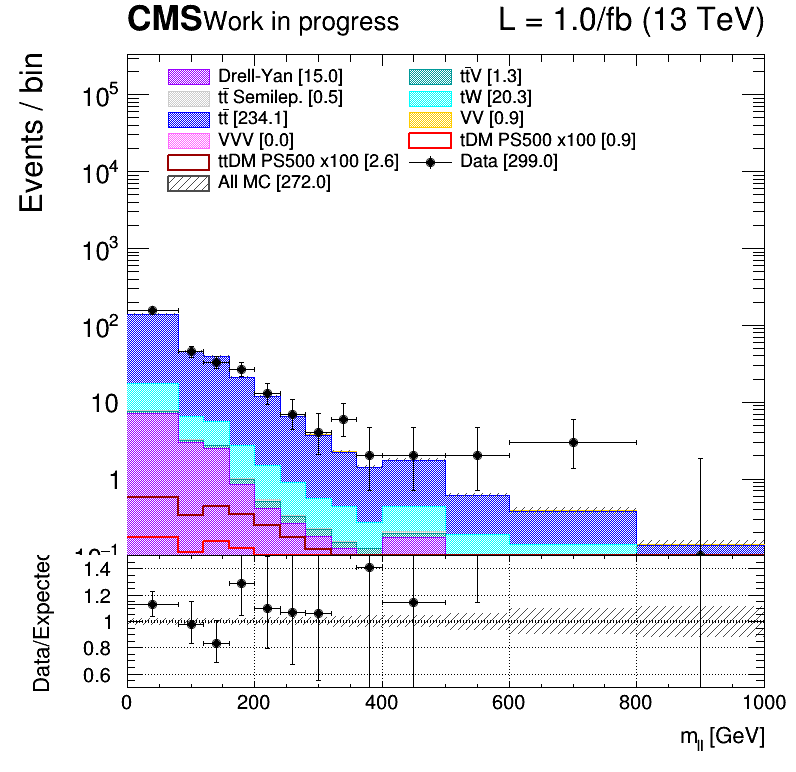 CMS Work in progress L = 1.0/fb (13 TeV)
Events / bin
Drell-Yan [15.0] tt̄V [1.3]
tt̄ Semilep. [0.5] tW [20.3]
tt̄ [234.1] VV [0.9]
VVV [0.0] tDM PS500 x100 [0.9]
ttDM PS500 x100 [2.6] Data [299.0]
All MC [272.0]
10⁵
10⁴
10³
10²
10
1
10⁻¹
Data/Expected
1.4
1.2
1
0.8
0.6
0 200 400 600 800 1000
m_ll [GeV]